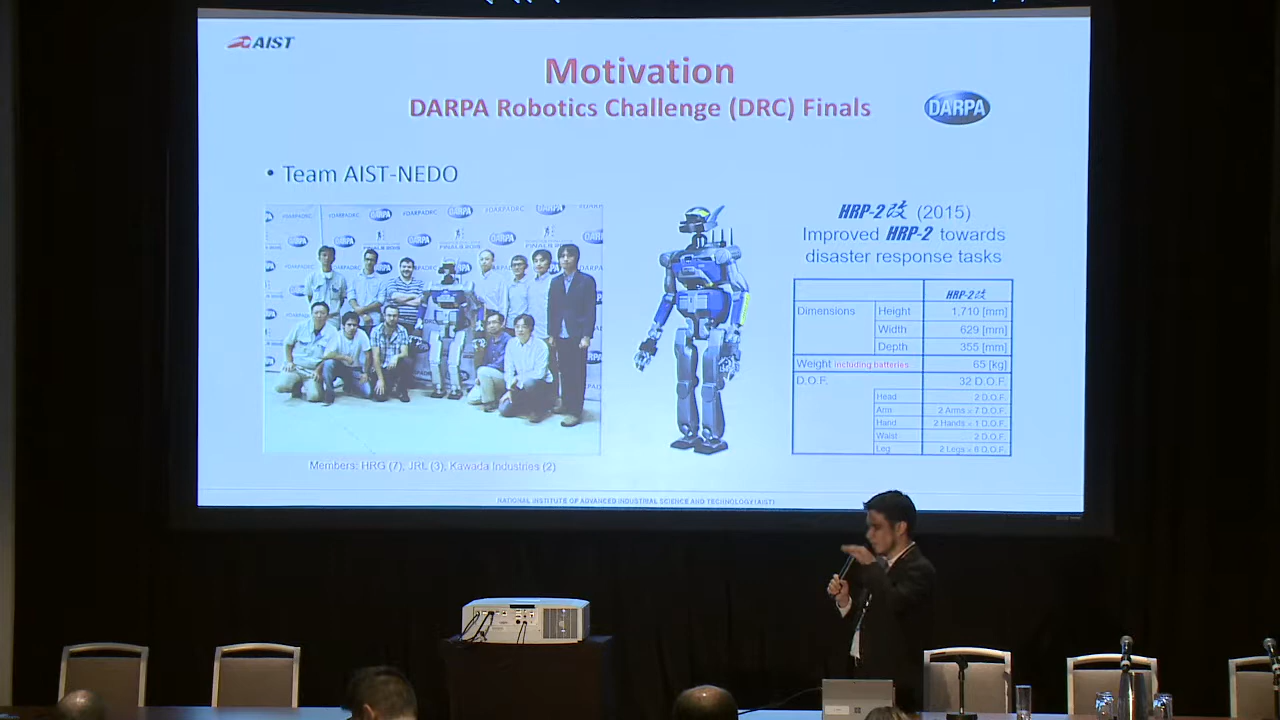 AIST
Motivation
DARPA Robotics Challenge (DRC) Finals
DARPA
• Team AIST-NEDO
HRP-2改 (2015)
Improved HRP-2 towards
disaster response tasks
HRP-2改
Dimensions Height 1,710 [mm]
Width 629 [mm]
Depth 355 [mm]
Weight including batteries 65 [kg]
D.O.F. 32 D.O.F.
Head 2 D.O.F.
Arm 2 Arms × 7 D.O.F.
Hand 2 Hands × 1 D.O.F.
Waist 2 D.O.F.
Leg 2 Legs × 6 D.O.F.
Members: HRG (7), JRL (3), Kawada Industries (2)
NATIONAL INSTITUTE OF ADVANCED INDUSTRIAL SCIENCE AND TECHNOLOGY (AIST)